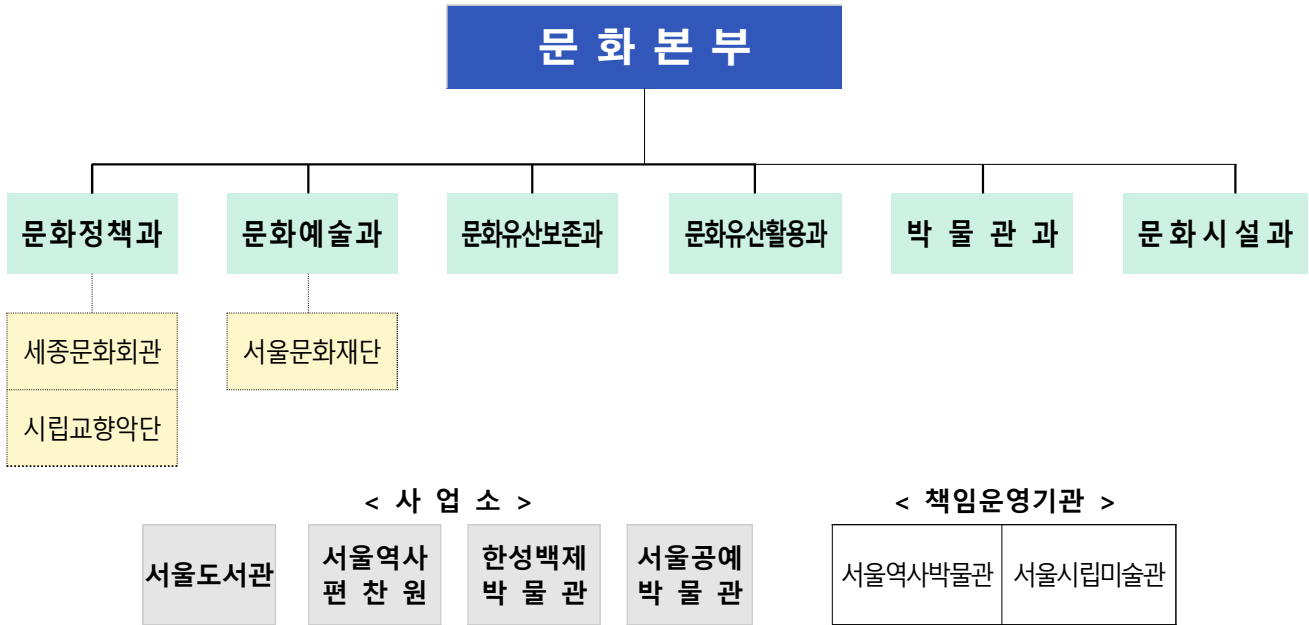 문 화 본 부
문화정책과 문화예술과 문화유산보존과 문화유산활용과 박 물 관 과 문화시설과
세종문화회관 서울문화재단
시립교향악단
< 사 업 소 > < 책임운영기관 >
서울도서관
서울역사
편 찬 원
한성백제
박 물 관
서울공예
박 물 관
서울역사박물관 서울시립미술관